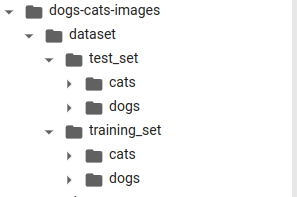 dogs-cats-images
dataset
test_set
cats
dogs
training_set
cats
dogs